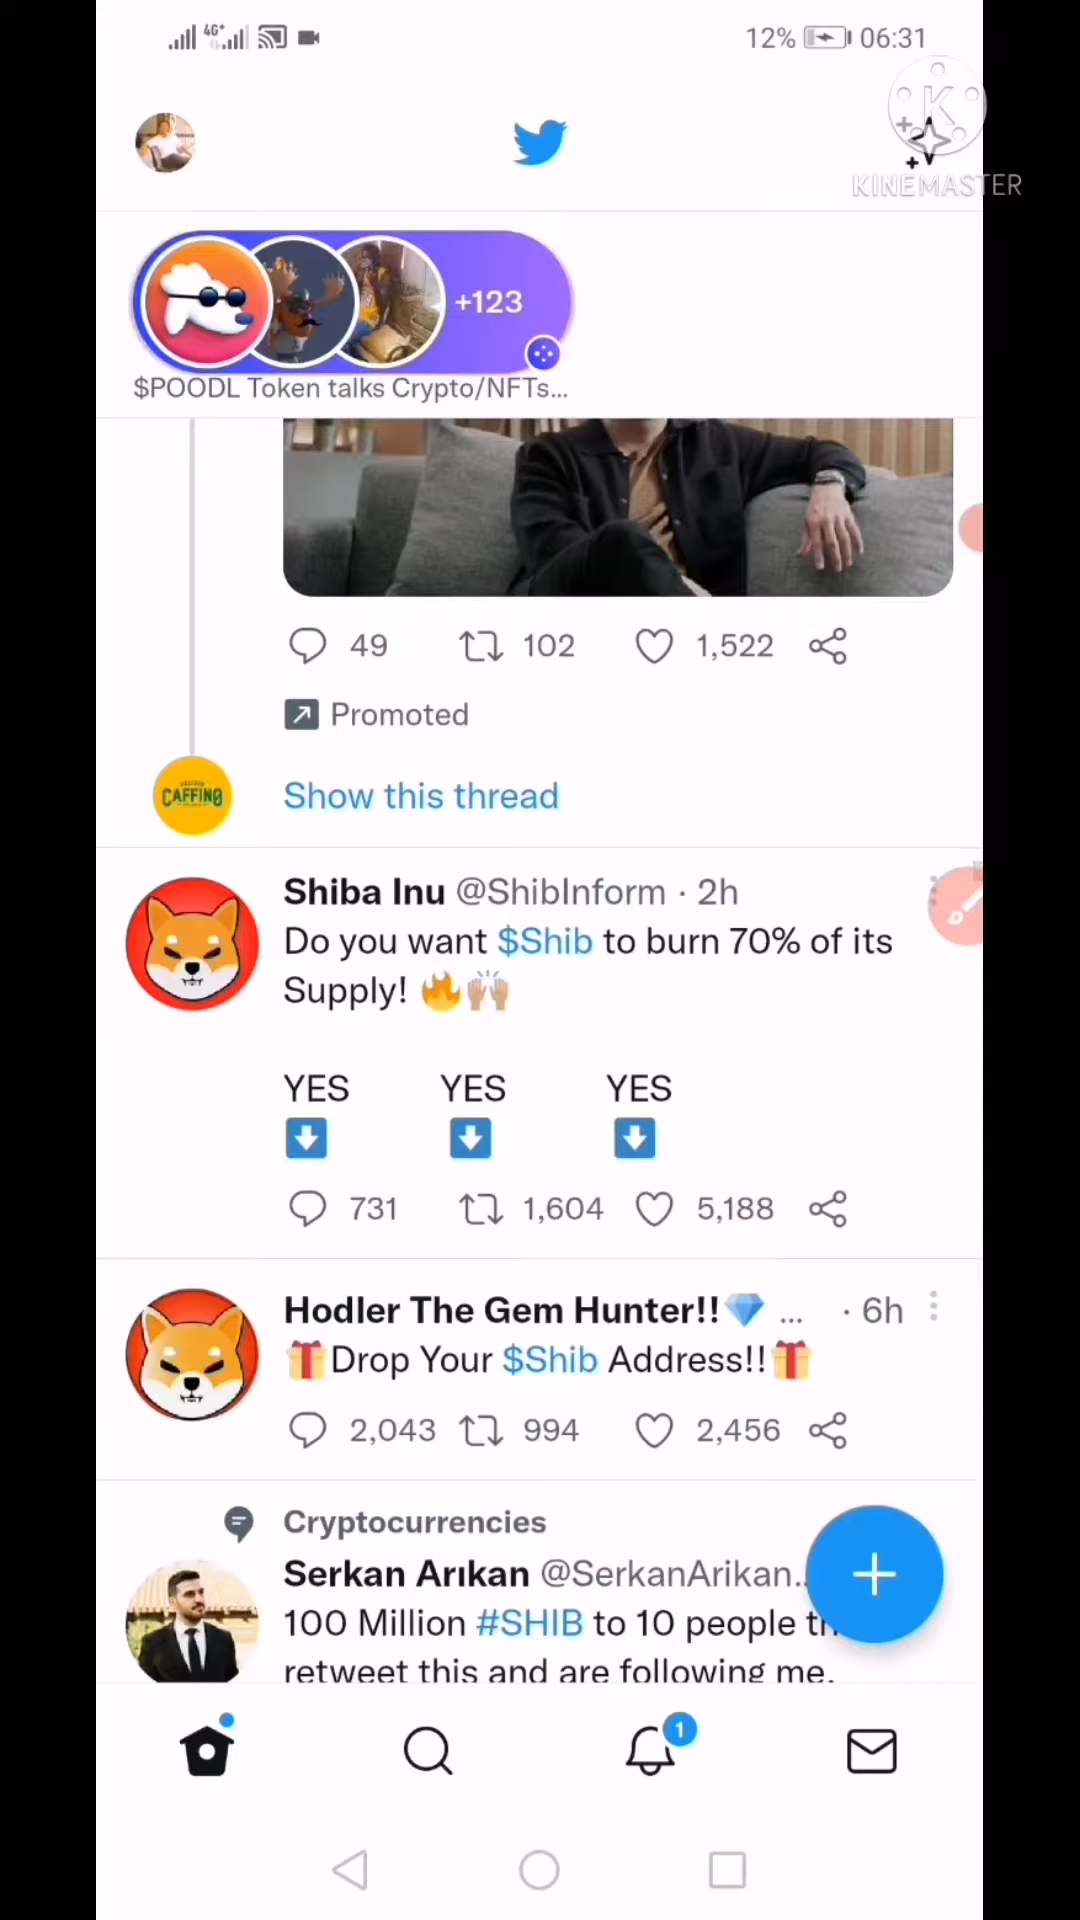 4G+
12% 06:31
KINEMASTER
+123
$POODL Token talks Crypto/NFTs...
49 102 1,522
Promoted
CAFFINO
Show this thread
Shiba Inu @ShibInform · 2h
Do you want $Shib to burn 70% of its
Supply! 🔥🙌🏼
YES YES YES
⬇️ ⬇️ ⬇️
731 1,604 5,188
Hodler The Gem Hunter!!💎 ... · 6h
🎁Drop Your $Shib Address!!🎁
2,043 994 2,456
Cryptocurrencies
Serkan Arıkan @SerkanArikan..
100 Million #SHIB to 10 people
retweet this and are following me.
1